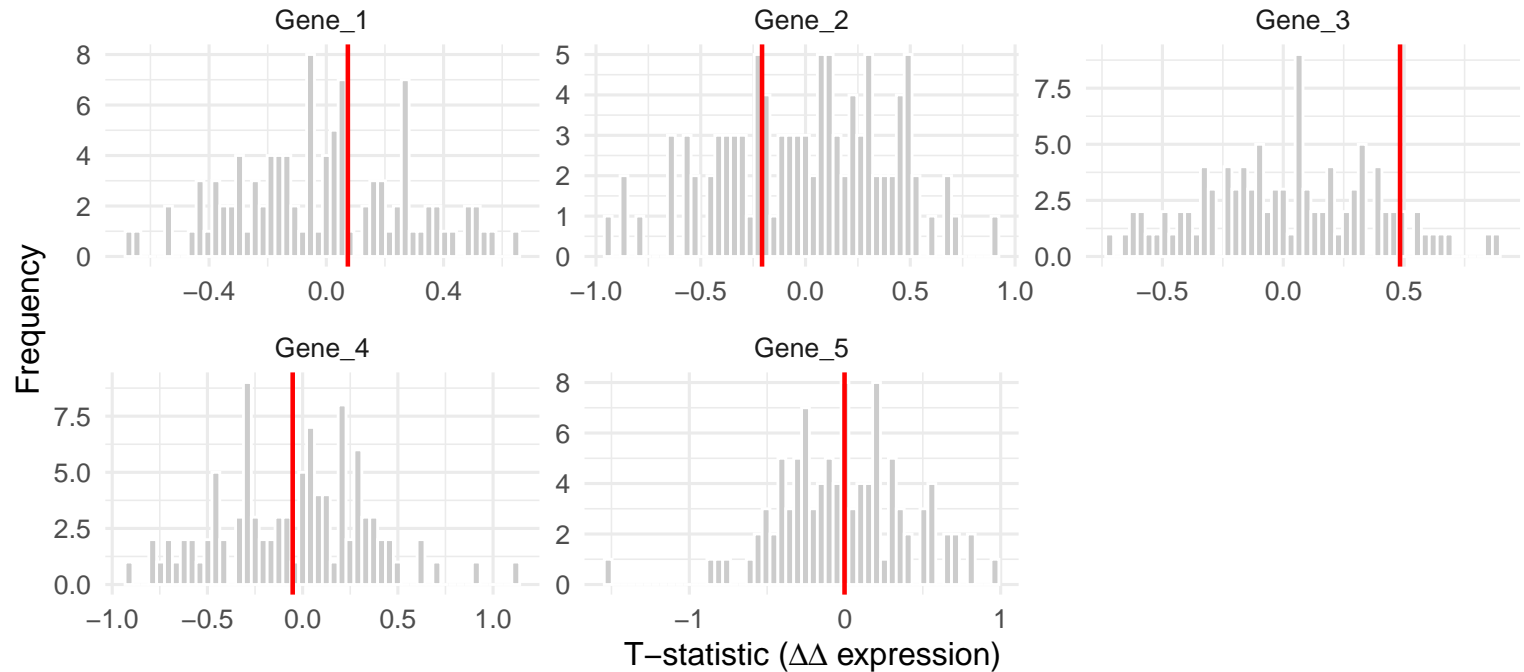 Gene_1 Gene_2 Gene_3
8 6 4 2 0
−0.4 0.0 0.4
5 4 3 2 1 0
−1.0 −0.5 0.0 0.5 1.0
7.5 5.0 2.5 0.0
−0.5 0.0 0.5
Frequency
Gene_4 Gene_5
7.5 5.0 2.5 0.0
−1.0 −0.5 0.0 0.5 1.0
8 6 4 2 0
−1 0 1
T−statistic (ΔΔ expression)